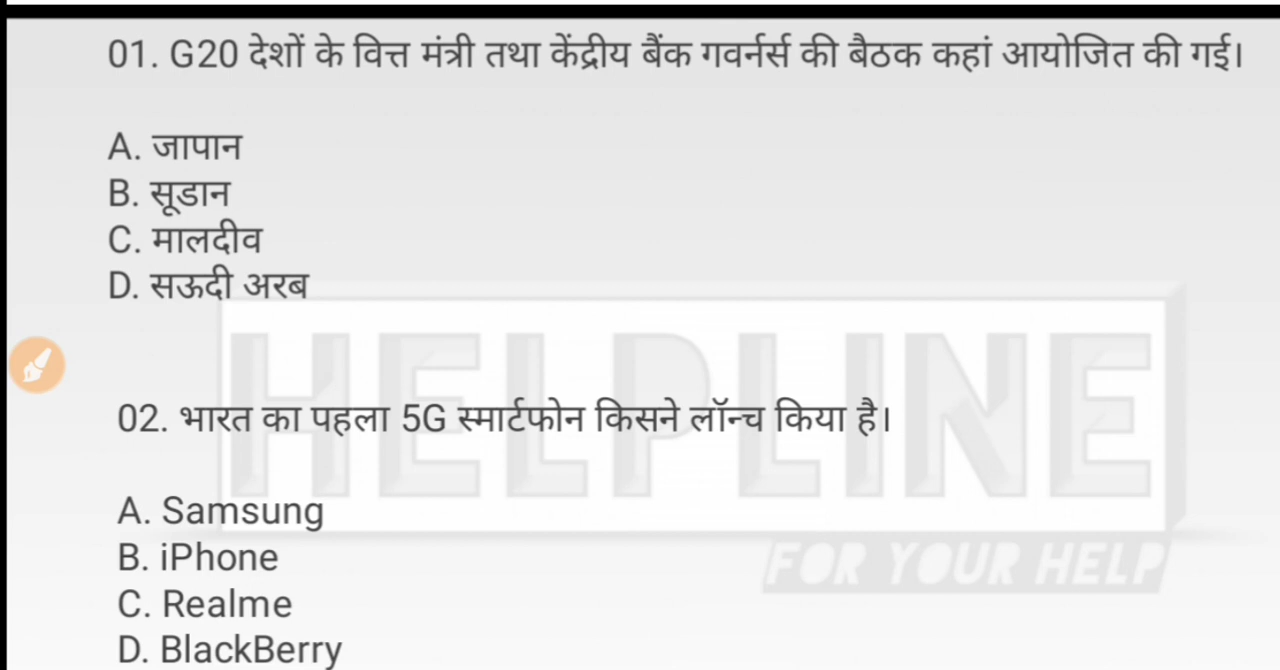 01. G20 देशों के वित्त मंत्री तथा केंद्रीय बैंक गवर्नर्स की बैठक कहां आयोजित की गई।
A. जापान
B. सूडान
C. मालदीव
D. सऊदी अरब
HELPLINE
02. भारत का पहला 5G स्मार्टफोन किसने लॉन्च किया है।
A. Samsung
B. iPhone
FOR YOUR HELP
C. Realme
D. BlackBerry